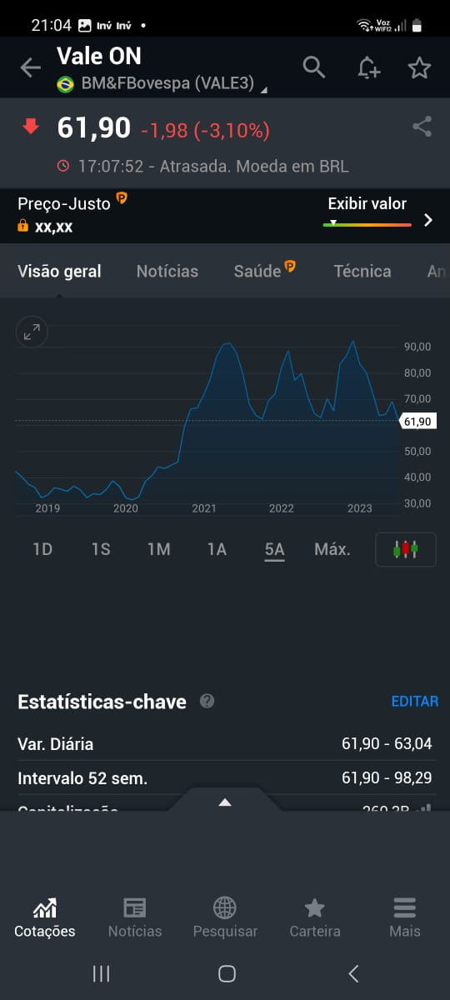 21:04 Inv́ Inv́ •
Voz
WiFi2
Vale ON
BM&FBovespa (VALE3)
61,90 -1,98 (-3,10%)
17:07:52 - Atrasada. Moeda em BRL
Preço-Justo P Exibir valor
xx,xx
Visão geral Notícias Saúde P Técnica An
90,00
80,00
70,00
61,90
50,00
40,00
30,00
2019 2020 2021 2022 2023
1D 1S 1M 1A 5A Máx.
Estatísticas-chave ? EDITAR
Var. Diária 61,90 - 63,04
Intervalo 52 sem. 61,90 - 98,29
Cotações Notícias Pesquisar Carteira Mais